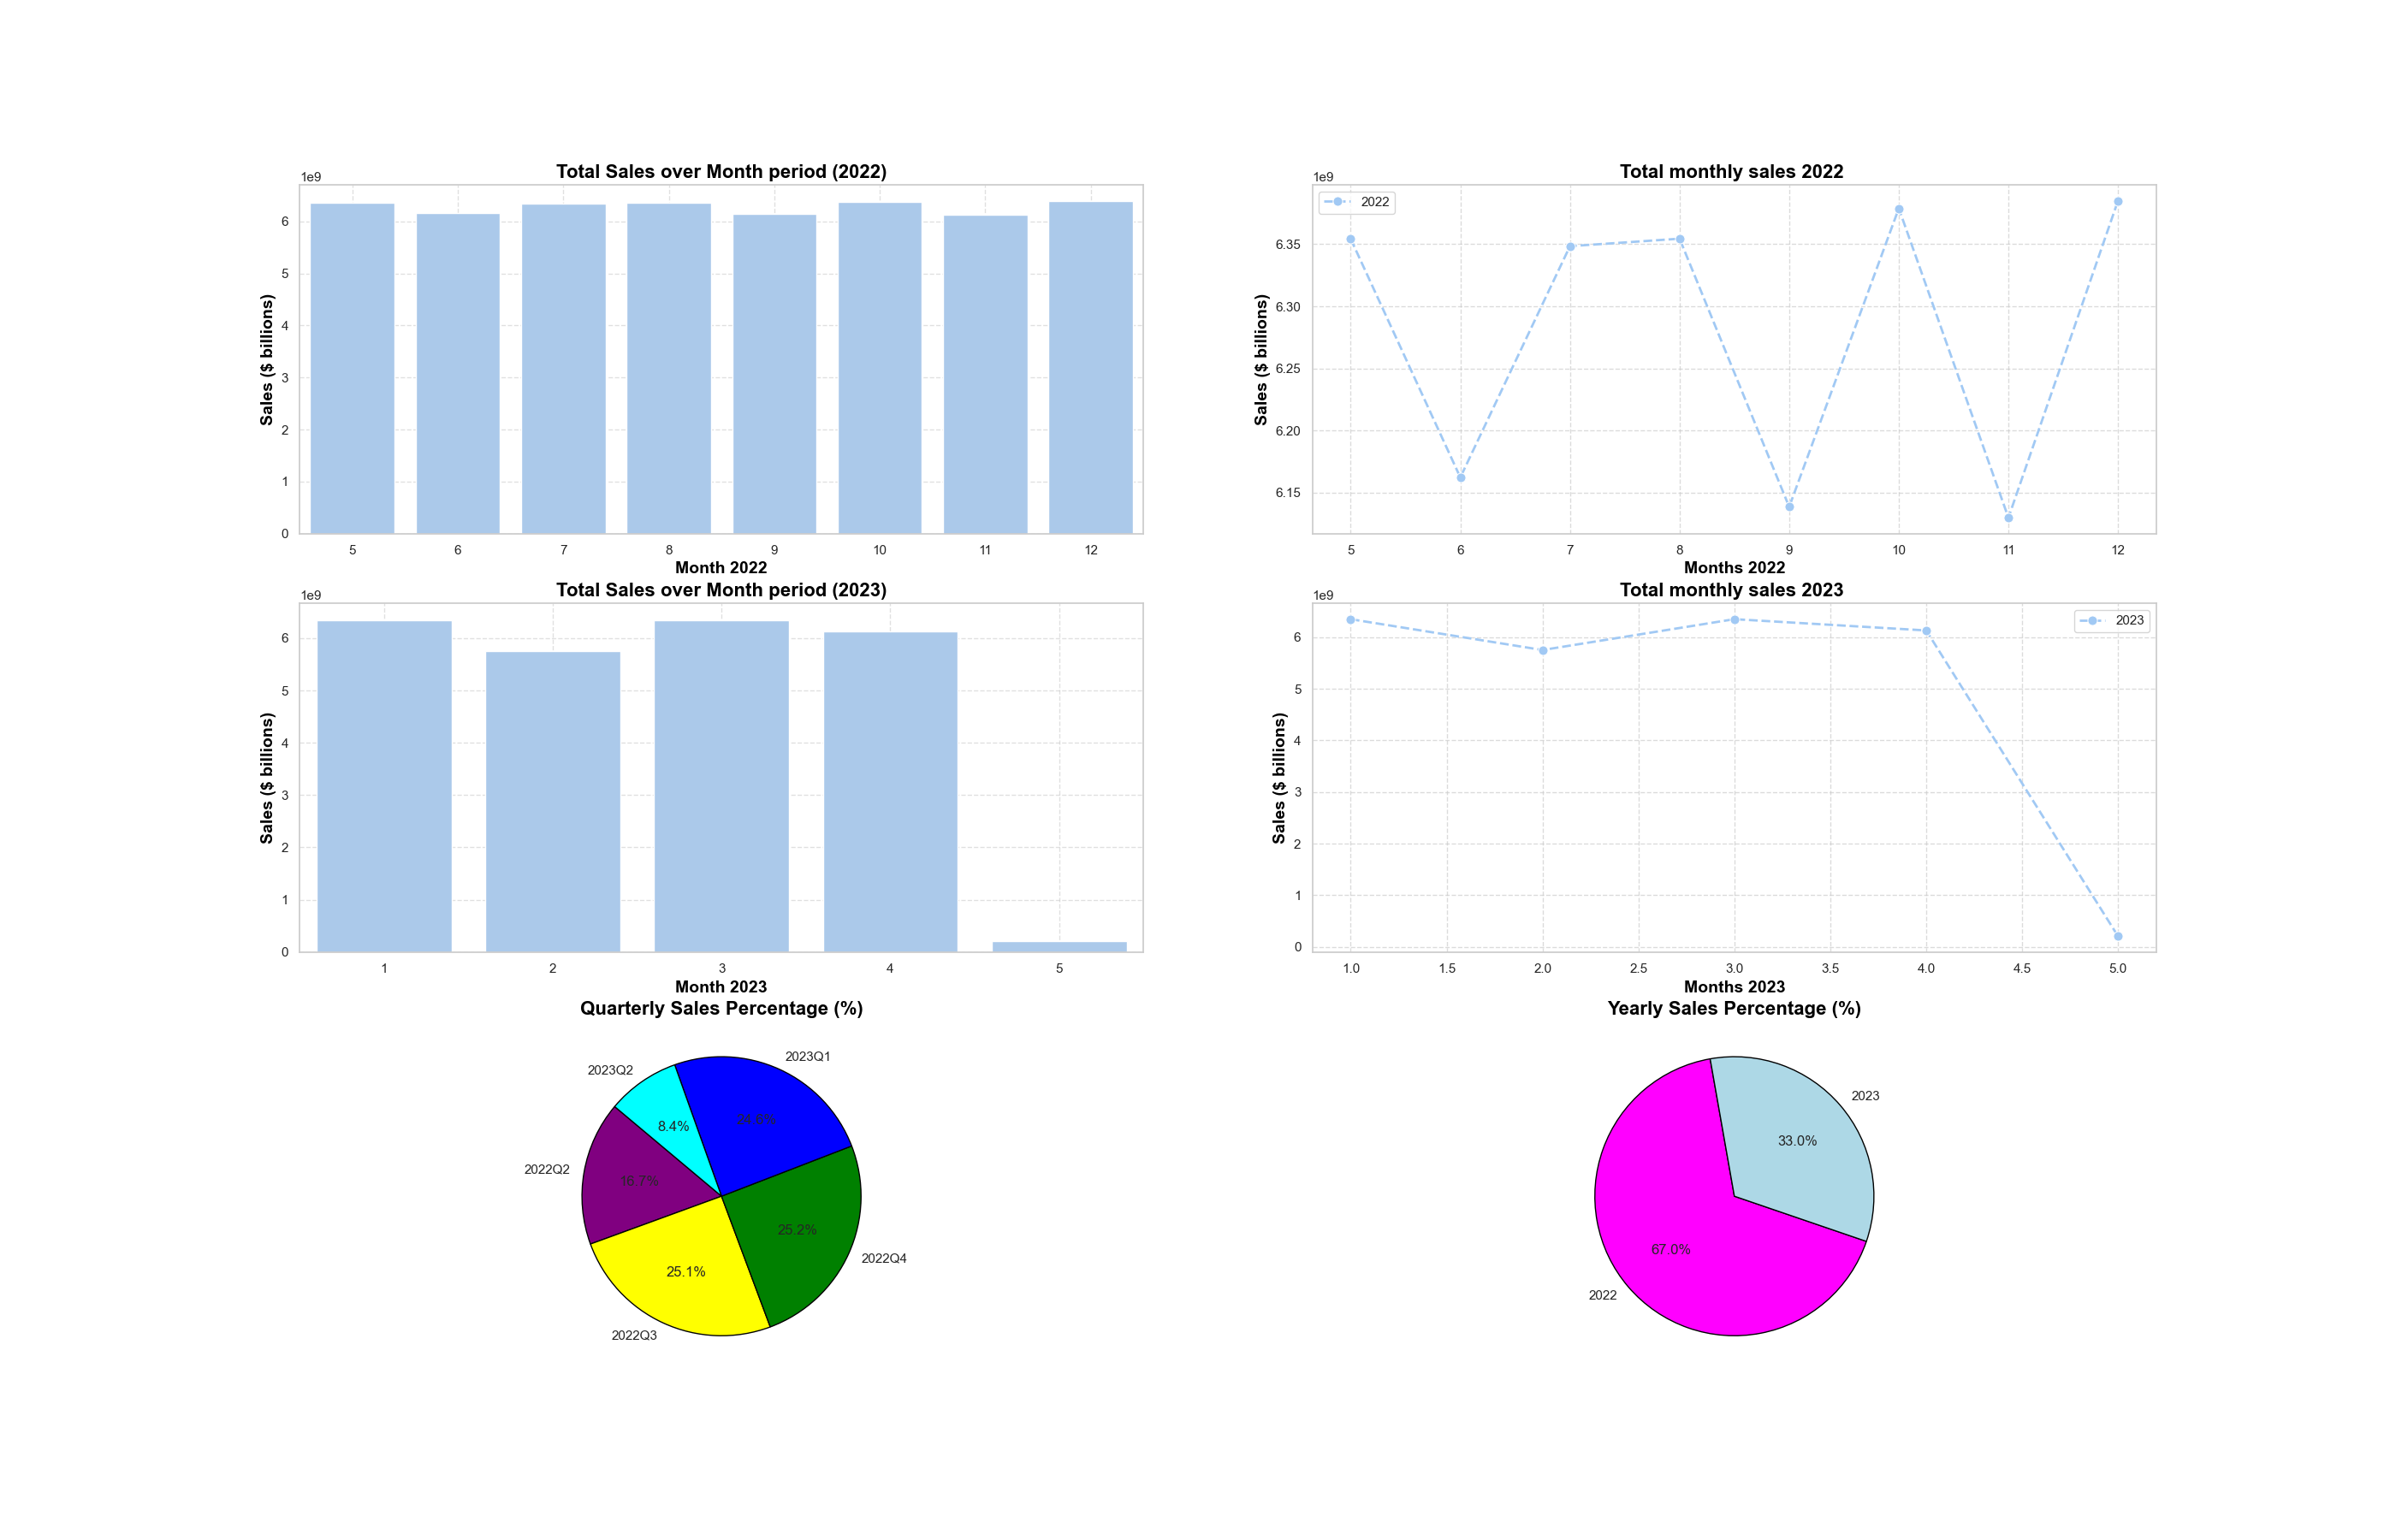 Total Sales over Month period (2022)
1e9
6
5
4
3
2
1
0
Sales ($ billions)
5 6 7 8 9 10 11 12
Month 2022
Total monthly sales 2022
1e9
2022
6.35
6.30
6.25
6.20
6.15
Sales ($ billions)
5 6 7 8 9 10 11 12
Months 2022
Total Sales over Month period (2023)
1e9
6
5
4
3
2
1
0
Sales ($ billions)
1 2 3 4 5
Month 2023
Total monthly sales 2023
1e9
2023
6
5
4
3
2
1
0
Sales ($ billions)
1.0 1.5 2.0 2.5 3.0 3.5 4.0 4.5 5.0
Months 2023
Quarterly Sales Percentage (%)
2023Q1
2023Q2
24.6%
8.4%
2022Q2
16.7%
25.2%
2022Q4
25.1%
2022Q3
Yearly Sales Percentage (%)
2023
33.0%
67.0%
2022